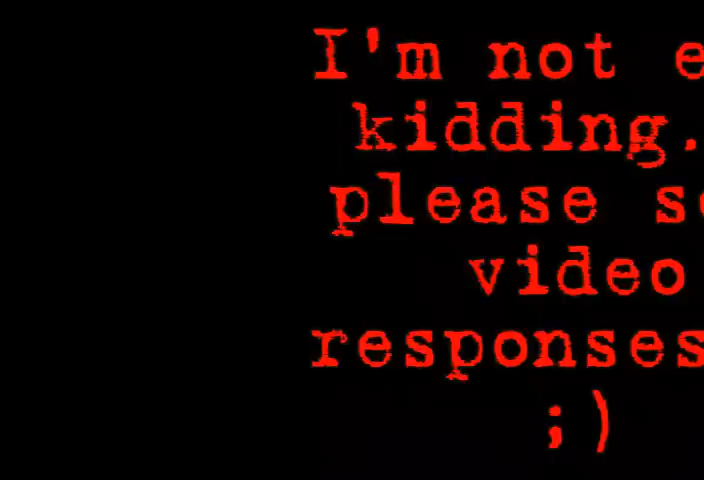 I'm not e
kidding.
please s
video
responses
;)